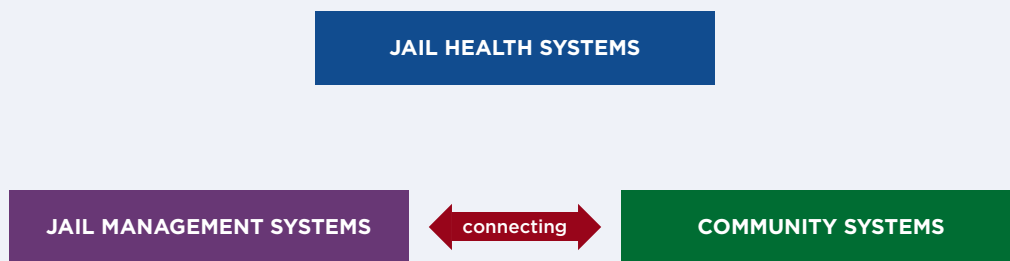 JAIL HEALTH SYSTEMS
JAIL MANAGEMENT SYSTEMS
connecting
COMMUNITY SYSTEMS